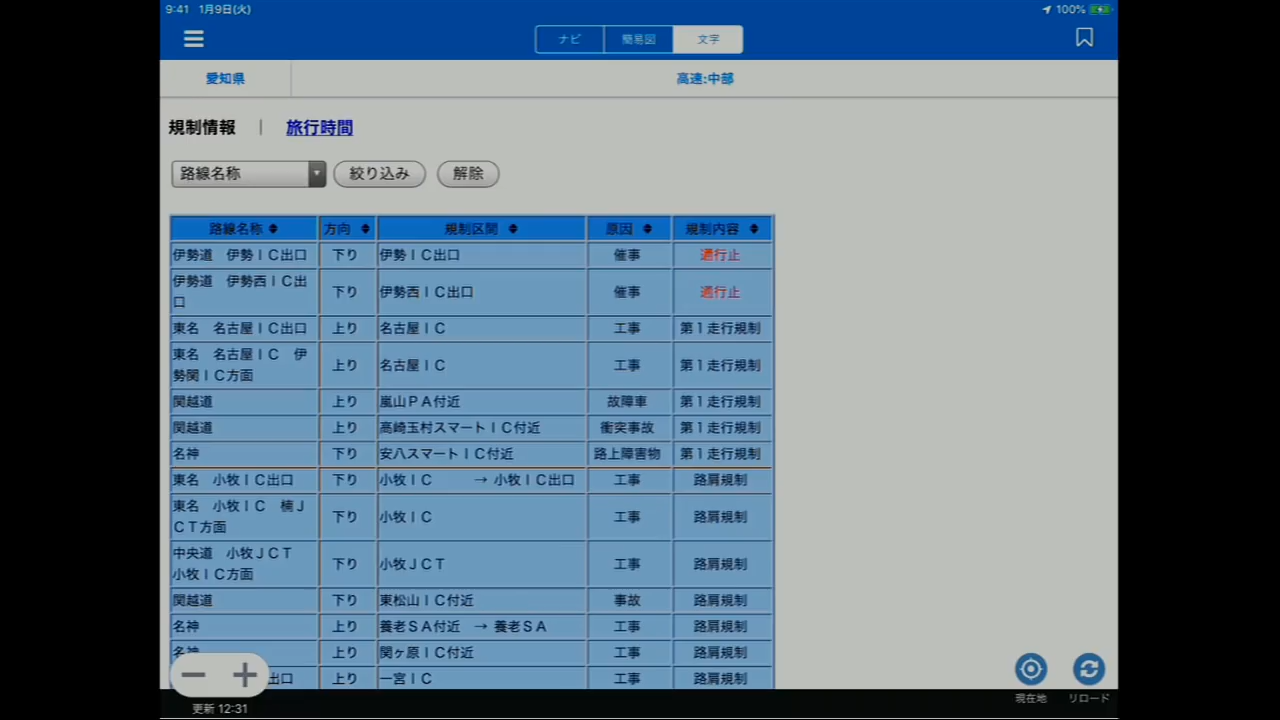 9:41 1月9日(火) 100%
ナビ 簡易図 文字
愛知県 高速:中部
規制情報 | 旅行時間
路線名称 絞り込み 解除
路線名称 方向 規制区間 原因 規制内容
伊勢道 伊勢ＩＣ出口 下り 伊勢ＩＣ出口 催事 通行止
伊勢道 伊勢西ＩＣ出
口 下り 伊勢西ＩＣ出口 催事 通行止
東名 名古屋ＩＣ出口 上り 名古屋ＩＣ 工事 第１走行規制
東名 名古屋ＩＣ 伊
勢関ＩＣ方面 上り 名古屋ＩＣ 工事 第１走行規制
関越道 上り 嵐山ＰＡ付近 故障車 第１走行規制
関越道 上り 高崎玉村スマートＩＣ付近 衝突事故 第１走行規制
名神 下り 安八スマートＩＣ付近 路上障害物 第１走行規制
東名 小牧ＩＣ出口 下り 小牧ＩＣ → 小牧ＩＣ出口 工事 路肩規制
東名 小牧ＩＣ 楠Ｊ
ＣＴ方面 下り 小牧ＩＣ 工事 路肩規制
中央道 小牧ＪＣＴ
小牧ＩＣ方面 下り 小牧ＪＣＴ 工事 路肩規制
関越道 下り 東松山ＩＣ付近 事故 路肩規制
名神 上り 養老ＳＡ付近 → 養老ＳＡ 工事 路肩規制
名神 上り 関ヶ原ＩＣ付近 工事 路肩規制
出口 上り 一宮ＩＣ 工事 路肩規制
現在地 リロード
更新 12:31